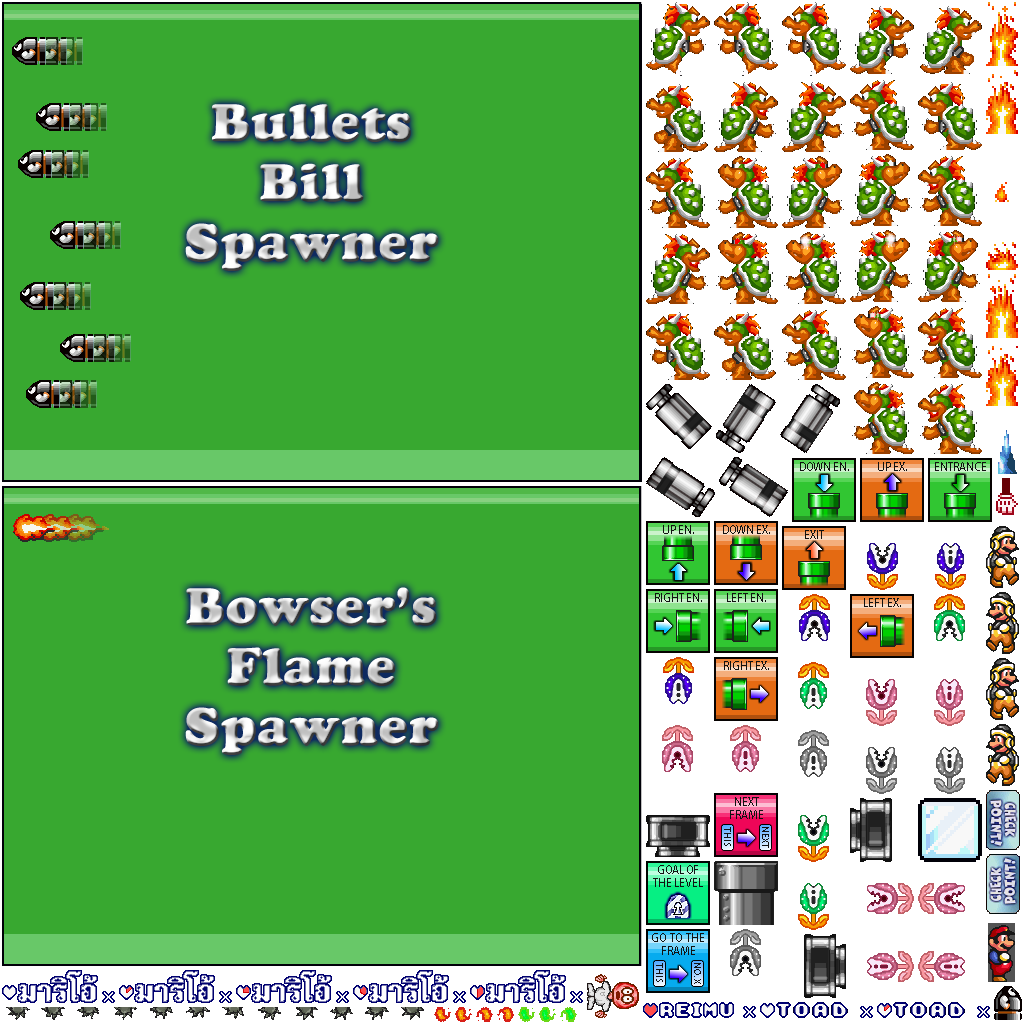 Bullets
Bill
Spawner
Bowser's
Flame
Spawner
DOWN EN.
UP EX.
ENTRANCE
UP EN.
DOWN EX.
EXIT
RIGHT EN.
LEFT EN.
LEFT EX.
RIGHT EX.
NEXT
FRAME
THIS
NEXT
CHECK
POINT!
GOAL OF
THE LEVEL
CHECK
POINT!
GO TO THE
FRAME
THIS
NO.X
มาริโอ้ x มาริโอ้ x มาริโอ้ x มาริโอ้ x มาริโอ้ x
REIMU x TOAD x TOAD x